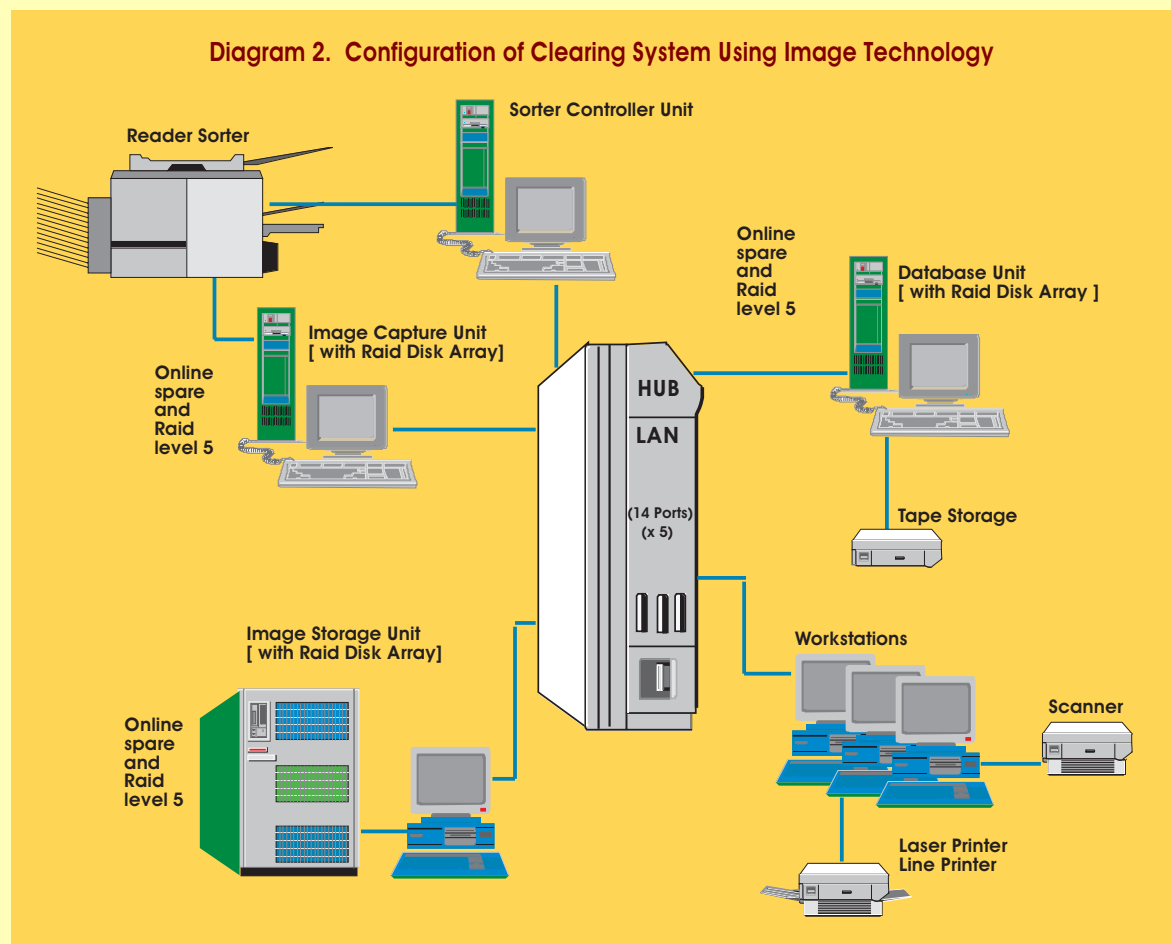 Diagram 2. Configuration of Clearing System Using Image Technology
Sorter Controller Unit
Reader Sorter
Online
spare
and
Raid
level 5
Database Unit
[ with Raid Disk Array ]
Image Capture Unit
[ with Raid Disk Array]
Online
spare
and
Raid
level 5
HUB
LAN
(14 Ports)
(x 5)
Tape Storage
Image Storage Unit
[ with Raid Disk Array]
Online
spare
and
Raid
level 5
Workstations
Scanner
Laser Printer
Line Printer